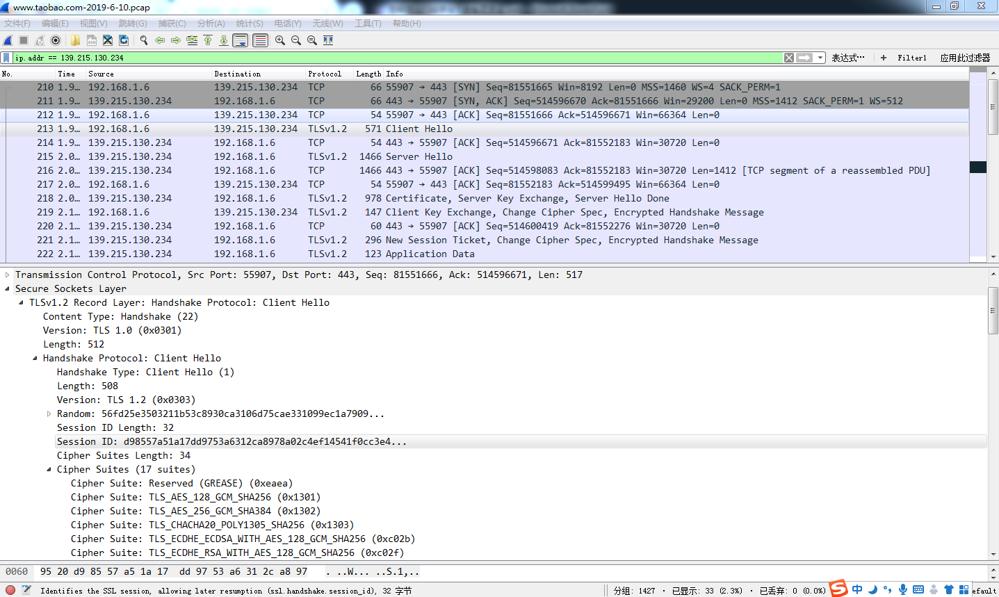 www.taobao.com-2019-6-10.pcap
文件(F) 编辑(E) 视图(V) 跳转(G) 捕获(C) 分析(A) 统计(S) 电话(Y) 无线(W) 工具(T) 帮助(H)
ip.addr == 139.215.130.234 表达式… + Filter1 应用此过滤器
No. Time Source Destination Protocol Length Info
210 1.9… 192.168.1.6 139.215.130.234 TCP 66 55907 → 443 [SYN] Seq=81551665 Win=8192 Len=0 MSS=1460 WS=4 SACK_PERM=1
211 1.9… 139.215.130.234 192.168.1.6 TCP 66 443 → 55907 [SYN, ACK] Seq=514596670 Ack=81551666 Win=29200 Len=0 MSS=1412 SACK_PERM=1 WS=512
212 1.9… 192.168.1.6 139.215.130.234 TCP 54 55907 → 443 [ACK] Seq=81551666 Ack=514596671 Win=66364 Len=0
213 1.9… 192.168.1.6 139.215.130.234 TLSv1.2 571 Client Hello
214 1.9… 139.215.130.234 192.168.1.6 TCP 54 443 → 55907 [ACK] Seq=514596671 Ack=81552183 Win=30720 Len=0
215 2.0… 139.215.130.234 192.168.1.6 TLSv1.2 1466 Server Hello
216 2.0… 139.215.130.234 192.168.1.6 TCP 1466 443 → 55907 [ACK] Seq=514598083 Ack=81552183 Win=30720 Len=1412 [TCP segment of a reassembled PDU]
217 2.0… 192.168.1.6 139.215.130.234 TCP 54 55907 → 443 [ACK] Seq=81552183 Ack=514599495 Win=66364 Len=0
218 2.0… 139.215.130.234 192.168.1.6 TLSv1.2 978 Certificate, Server Key Exchange, Server Hello Done
219 2.1… 192.168.1.6 139.215.130.234 TLSv1.2 147 Client Key Exchange, Change Cipher Spec, Encrypted Handshake Message
220 2.1… 139.215.130.234 192.168.1.6 TCP 60 443 → 55907 [ACK] Seq=514600419 Ack=81552276 Win=30720 Len=0
221 2.1… 139.215.130.234 192.168.1.6 TLSv1.2 296 New Session Ticket, Change Cipher Spec, Encrypted Handshake Message
222 2.1… 139.215.130.234 192.168.1.6 TLSv1.2 123 Application Data
Transmission Control Protocol, Src Port: 55907, Dst Port: 443, Seq: 81551666, Ack: 514596671, Len: 517
Secure Sockets Layer
TLSv1.2 Record Layer: Handshake Protocol: Client Hello
Content Type: Handshake (22)
Version: TLS 1.0 (0x0301)
Length: 512
Handshake Protocol: Client Hello
Handshake Type: Client Hello (1)
Length: 508
Version: TLS 1.2 (0x0303)
Random: 56fd25e3503211b53c8930ca3106d75cae331099ec1a7909...
Session ID Length: 32
Session ID: d98557a51a17dd9753a6312ca8978a02c4ef14541f0cc3e4...
Cipher Suites Length: 34
Cipher Suites (17 suites)
Cipher Suite: Reserved (GREASE) (0xeaea)
Cipher Suite: TLS_AES_128_GCM_SHA256 (0x1301)
Cipher Suite: TLS_AES_256_GCM_SHA384 (0x1302)
Cipher Suite: TLS_CHACHA20_POLY1305_SHA256 (0x1303)
Cipher Suite: TLS_ECDHE_ECDSA_WITH_AES_128_GCM_SHA256 (0xc02b)
Cipher Suite: TLS_ECDHE_RSA_WITH_AES_128_GCM_SHA256 (0xc02f)
0060 95 20 d9 85 57 a5 1a 17 dd 97 53 a6 31 2c a8 97 . ..W... ..S.1,..
Identifies the SSL session, allowing later resumption (ssl.handshake.session_id), 32 字节 分组: 1427 · 已显示: 33 (2.3%) · 已丢弃: 0 (0.0%) S 中 efault